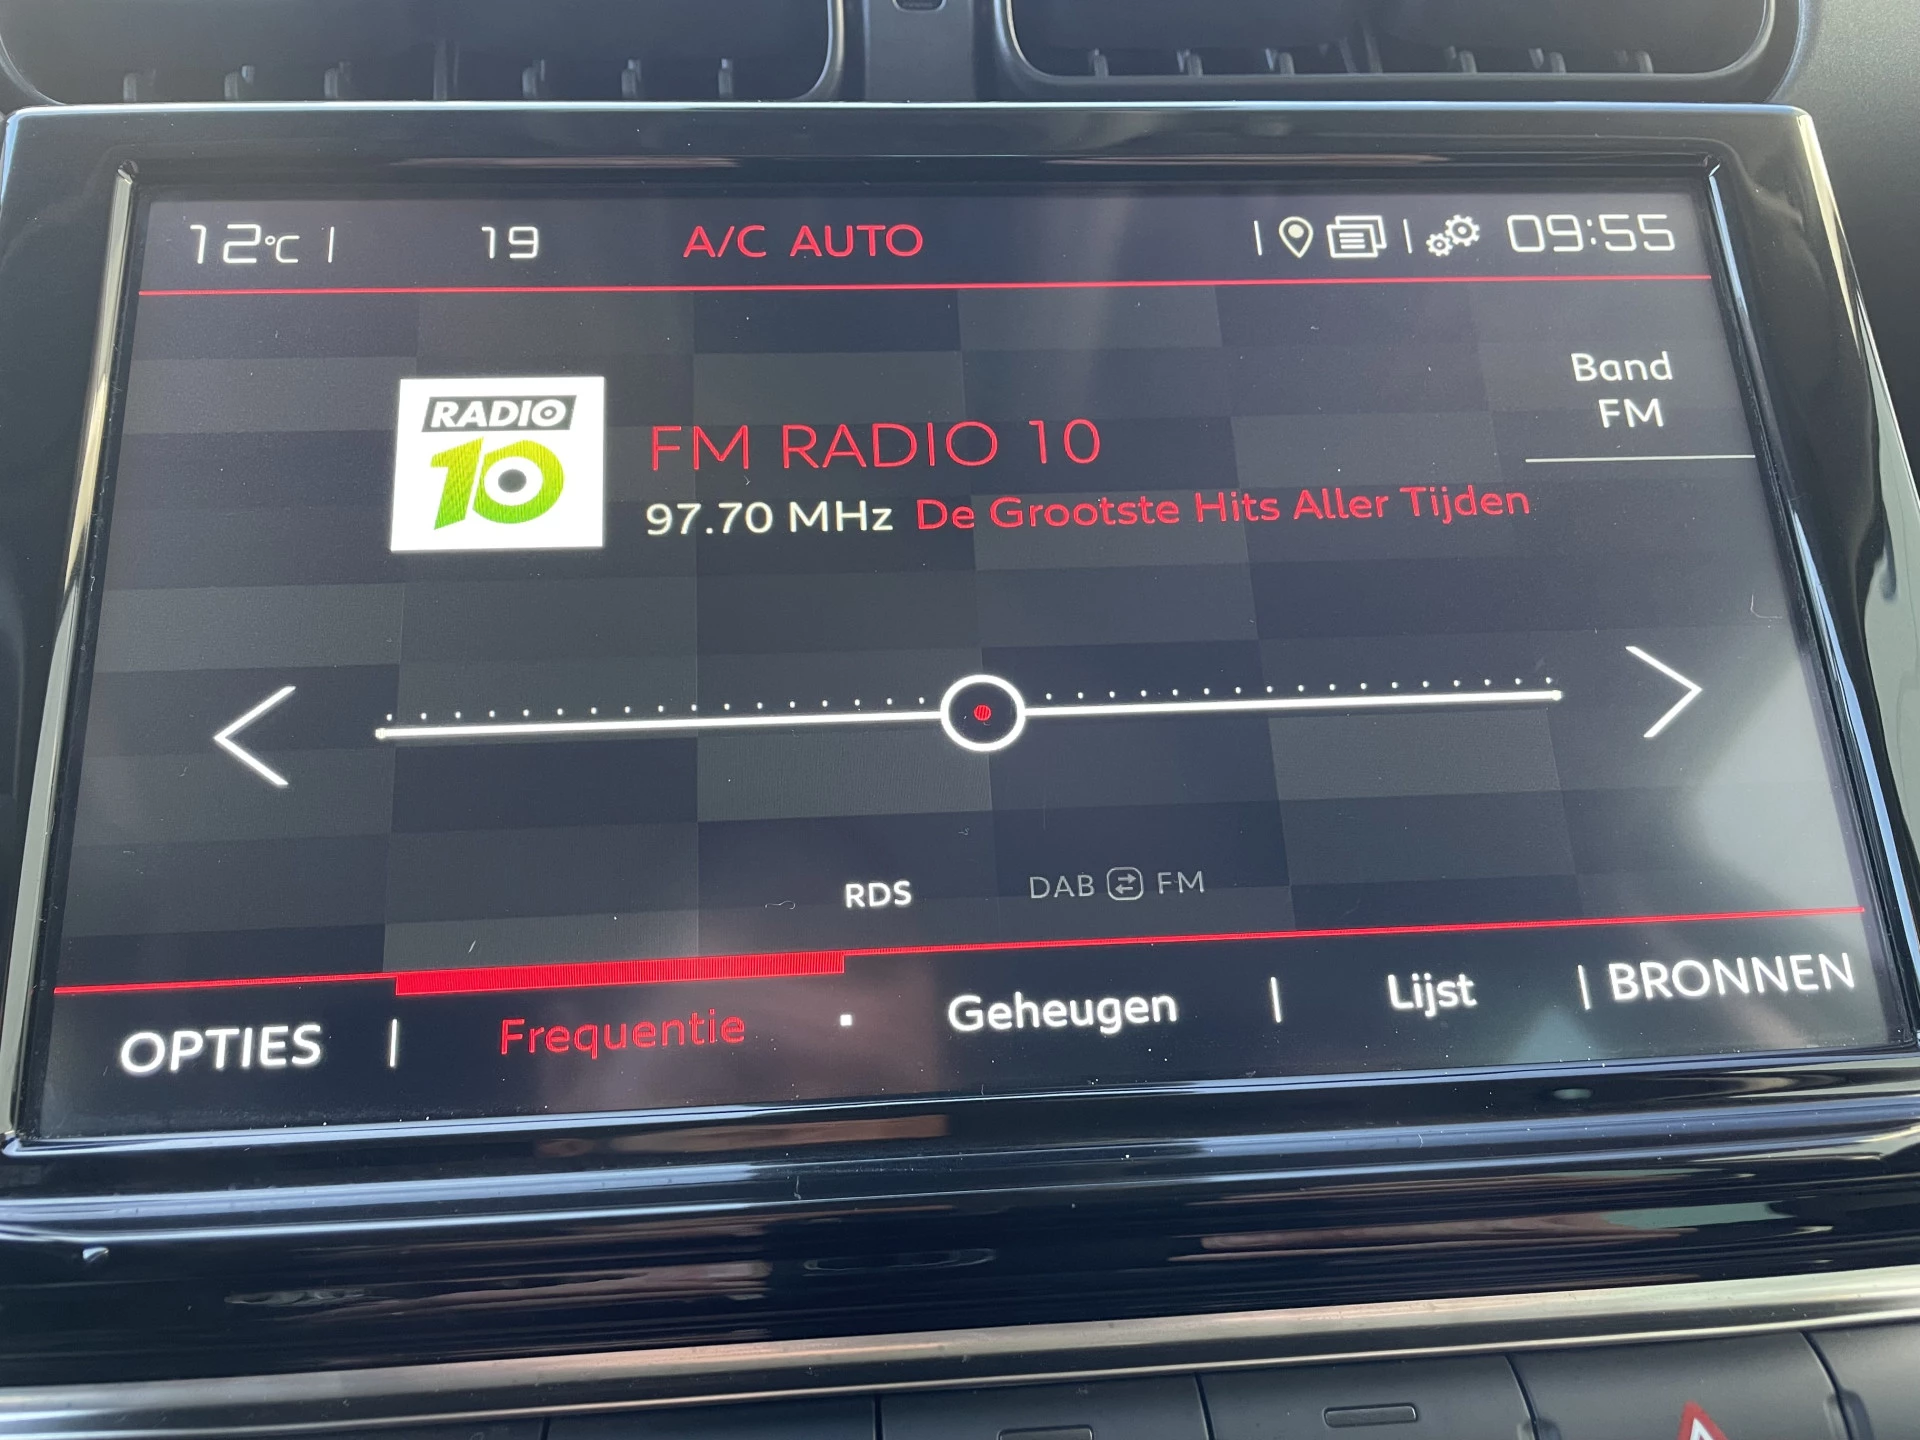 12°C | 19 A/C AUTO | | 09:55
Band
FM
RADIO
10
FM RADIO 10
97.70 MHz De Grootste Hits Aller Tijden
RDS DAB FM
OPTIES | Frequentie · Geheugen | Lijst | BRONNEN